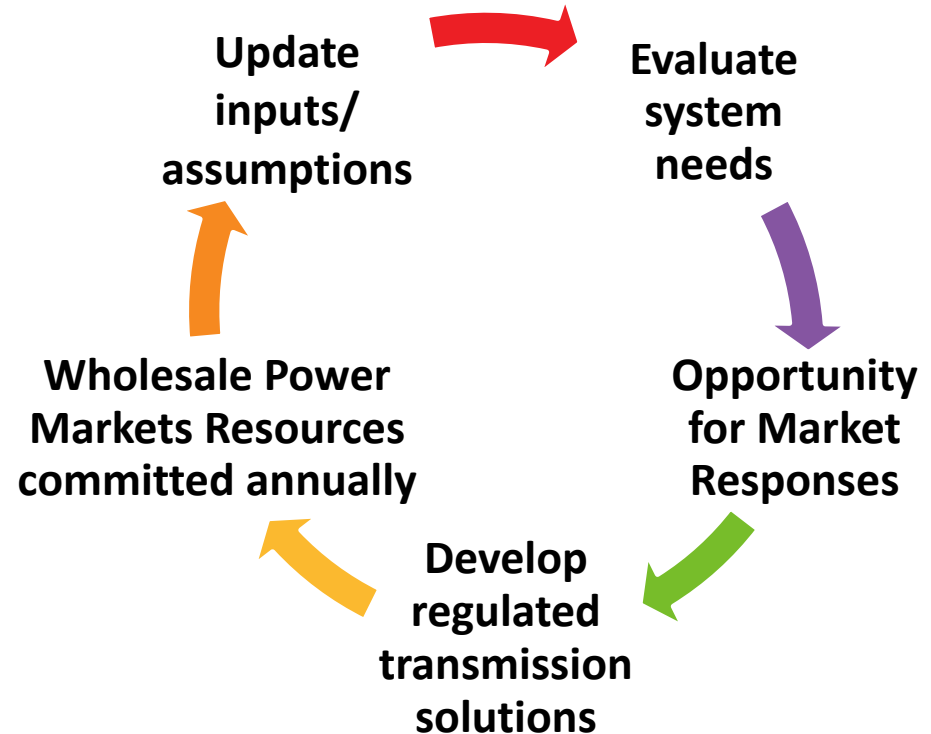 Update
inputs/
assumptions
Evaluate
system
needs
Opportunity
for Market
Responses
Develop
regulated
transmission
solutions
Wholesale Power
Markets Resources
committed annually